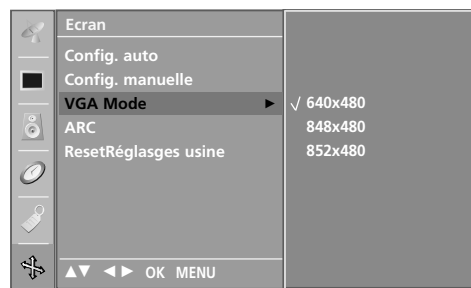 Ecran
Config. auto
Config. manuelle
VGA Mode ►
ARC
ResetRéglasges usine
√ 640x480
848x480
852x480
▲▼ ◄► OK MENU